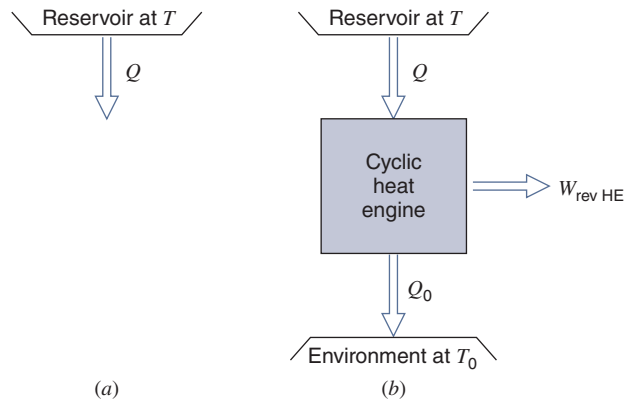 Reservoir at T
Q
(a)
Reservoir at T
Q
Cyclic
heat
engine
W_rev HE
Q_0
Environment at T_0
(b)